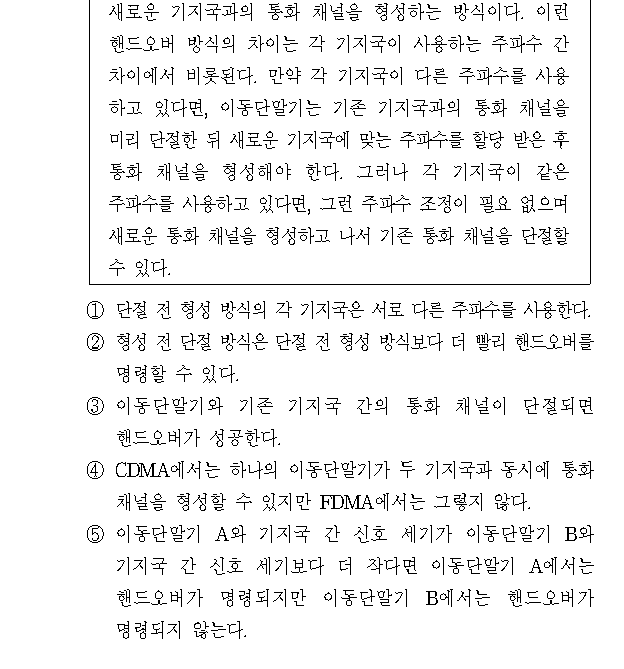 새로운 기지국과의 통화 채널을 형성하는 방식이다. 이런
핸드오버 방식의 차이는 각 기지국이 사용하는 주파수 간
차이에서 비롯된다. 만약 각 기지국이 다른 주파수를 사용
하고 있다면, 이동단말기는 기존 기지국과의 통화 채널을
미리 단절한 뒤 새로운 기지국에 맞는 주파수를 할당 받은 후
통화 채널을 형성해야 한다. 그러나 각 기지국이 같은
주파수를 사용하고 있다면, 그런 주파수 조정이 필요 없으며
새로운 통화 채널을 형성하고 나서 기존 통화 채널을 단절할
수 있다.
① 단절 전 형성 방식의 각 기지국은 서로 다른 주파수를 사용한다.
② 형성 전 단절 방식은 단절 전 형성 방식보다 더 빨리 핸드오버를
명령할 수 있다.
③ 이동단말기와 기존 기지국 간의 통화 채널이 단절되면
핸드오버가 성공한다.
④ CDMA에서는 하나의 이동단말기가 두 기지국과 동시에 통화
채널을 형성할 수 있지만 FDMA에서는 그렇지 않다.
⑤ 이동단말기 A와 기지국 간 신호 세기가 이동단말기 B와
기지국 간 신호 세기보다 더 작다면 이동단말기 A에서는
핸드오버가 명령되지만 이동단말기 B에서는 핸드오버가
명령되지 않는다.